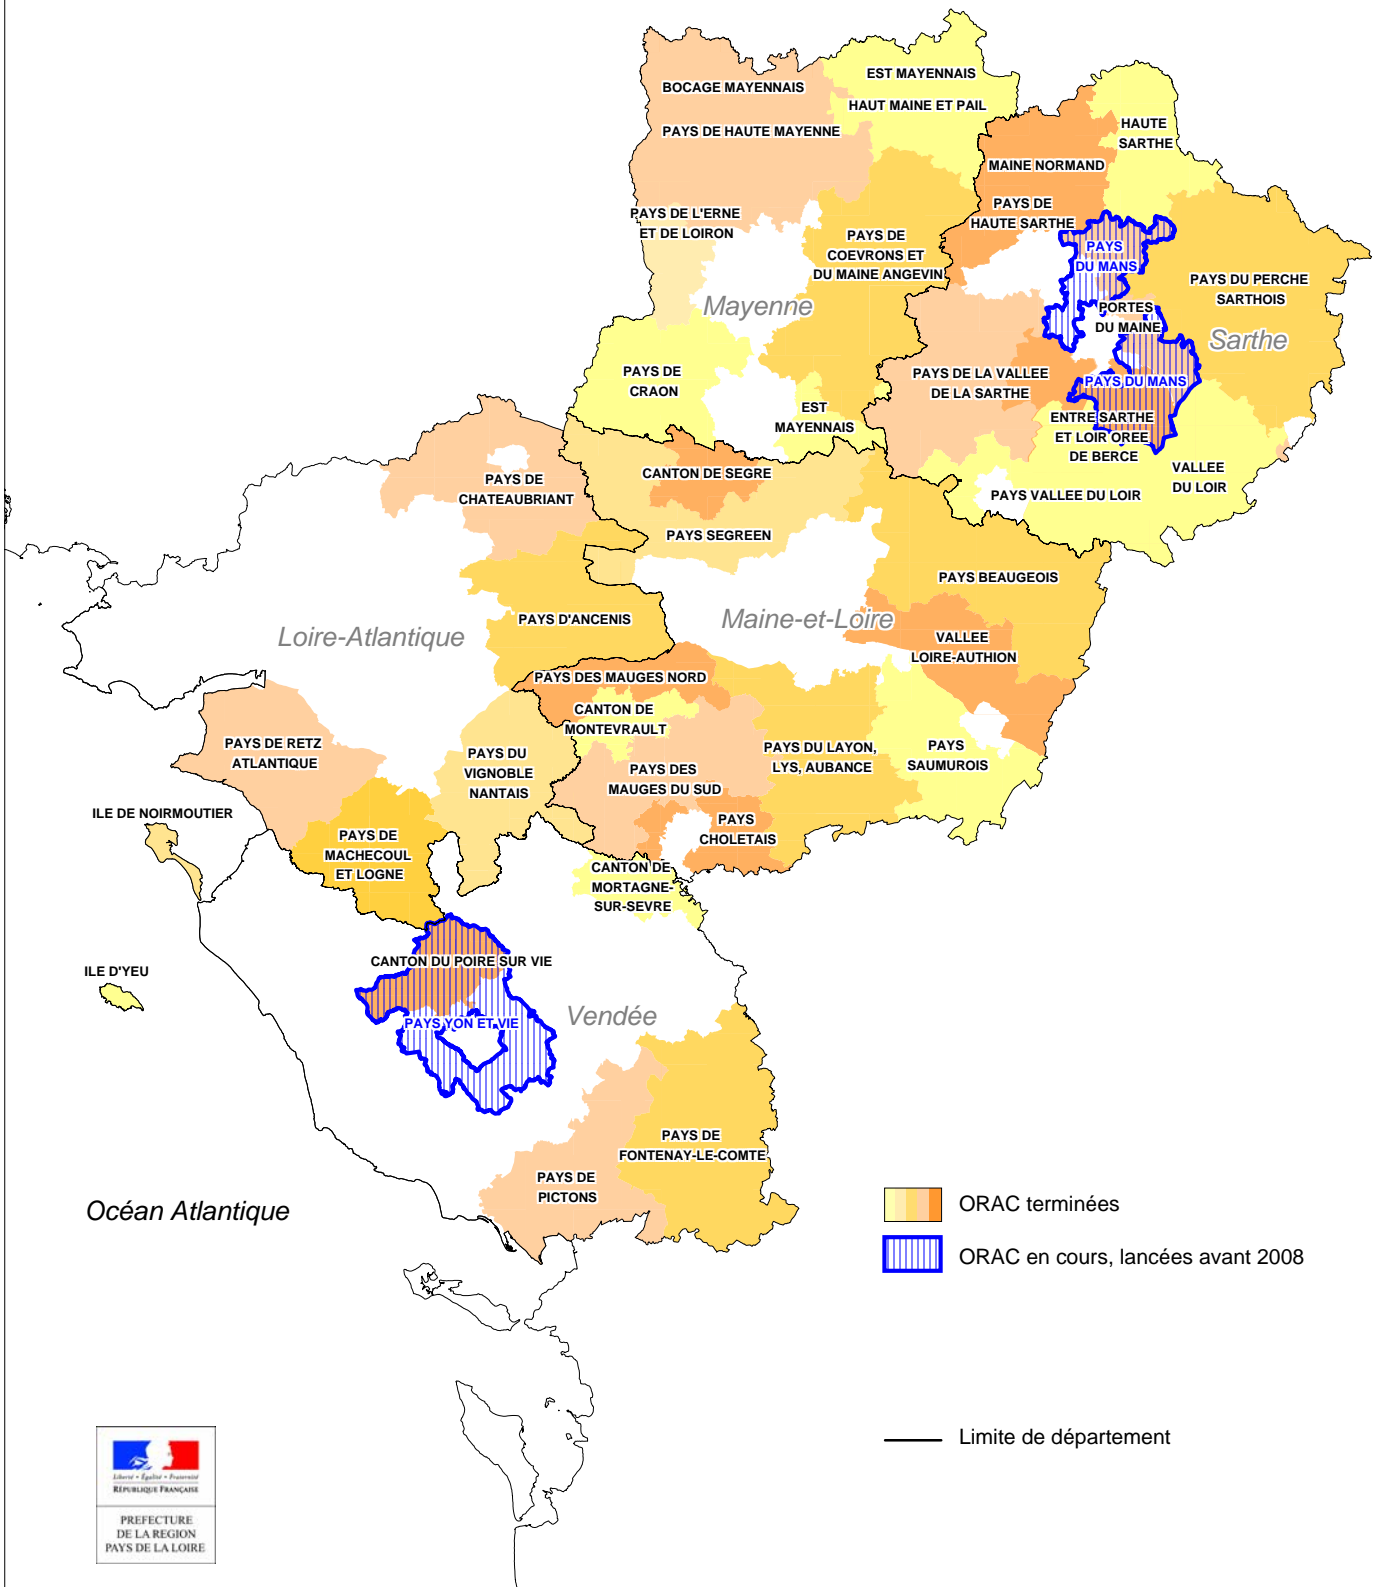 EST MAYENNAIS
BOCAGE MAYENNAIS
HAUT MAINE ET PAIL
PAYS DE HAUTE MAYENNE
HAUTE
SARTHE
MAINE NORMAND
PAYS DE
HAUTE SARTHE
PAYS DE L'ERNE
ET DE LOIRON
PAYS DE
COEVRONS ET
DU MAINE ANGEVIN
PAYS
DU MANS
PAYS DU PERCHE
SARTHOIS
Mayenne
PORTES
DU MAINE
Sarthe
PAYS DE
CRAON
PAYS DE LA VALLEE
DE LA SARTHE
PAYS DU MANS
EST
MAYENNAIS
ENTRE SARTHE
ET LOIR OREE
DE BERCE
CANTON DE SEGRE
PAYS DE
CHATEAUBRIANT
VALLEE
DU LOIR
PAYS VALLEE DU LOIR
PAYS SEGREEN
PAYS BEAUGEOIS
PAYS D'ANCENIS
Maine-et-Loire
Loire-Atlantique
VALLEE
LOIRE-AUTHION
PAYS DES MAUGES NORD
CANTON DE
MONTEVRAULT
PAYS DE RETZ
ATLANTIQUE
PAYS DU
VIGNOBLE
NANTAIS
PAYS DU LAYON,
LYS, AUBANCE
PAYS
SAUMUROIS
PAYS DES
MAUGES DU SUD
ILE DE NOIRMOUTIER
PAYS
CHOLETAIS
PAYS DE
MACHECOUL
ET LOGNE
CANTON DE
MORTAGNE-
SUR-SEVRE
CANTON DU POIRE SUR VIE
ILE D'YEU
Vendée
PAYS YON ET VIE
PAYS DE
FONTENAY-LE-COMTE
PAYS DE
PICTONS
Océan Atlantique
ORAC terminées
ORAC en cours, lancées avant 2008
Limite de département
Liberté • Égalité • Fraternité
RÉPUBLIQUE FRANÇAISE
PREFECTURE
DE LA REGION
PAYS DE LA LOIRE